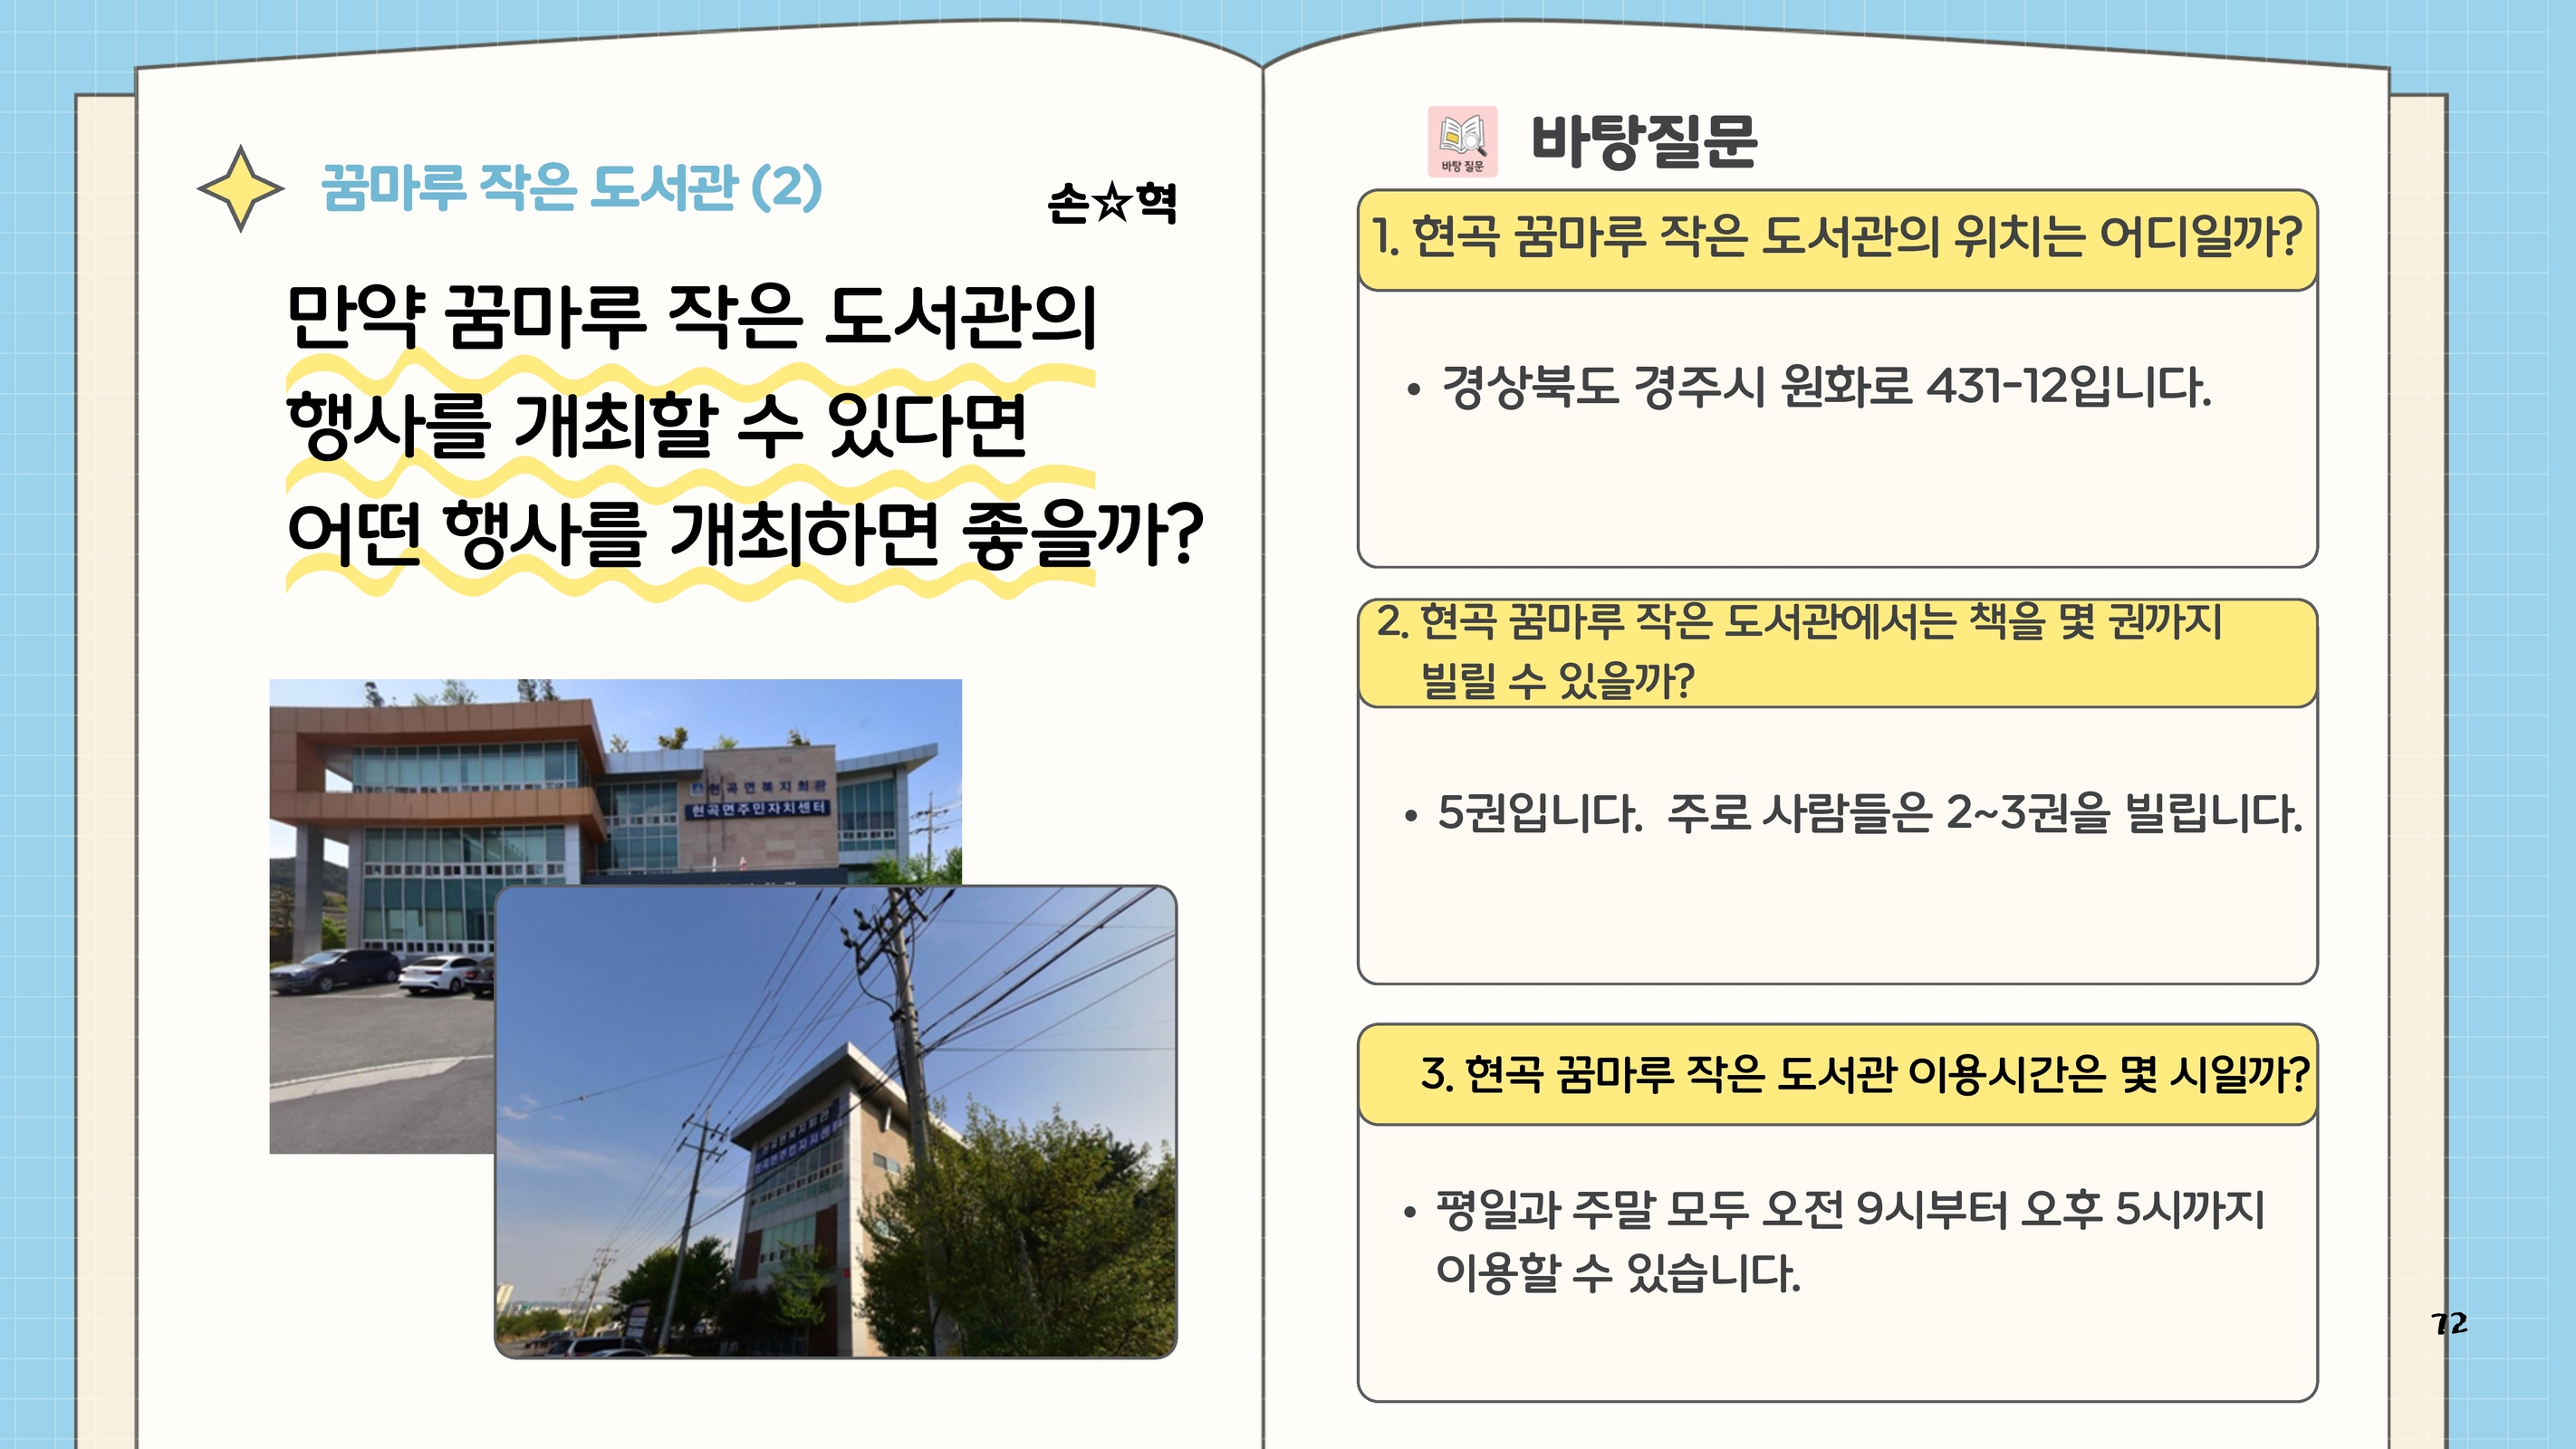 꿈마루 작은 도서관 (2)
손☆혁
만약 꿈마루 작은 도서관의
행사를 개최할 수 있다면
어떤 행사를 개최하면 좋을까?
현곡면복지회관
현곡면주민자치센터
바탕 질문
바탕질문
1. 현곡 꿈마루 작은 도서관의 위치는 어디일까?
• 경상북도 경주시 원화로 431-12입니다.
2. 현곡 꿈마루 작은 도서관에서는 책을 몇 권까지
빌릴 수 있을까?
• 5권입니다. 주로 사람들은 2~3권을 빌립니다.
3. 현곡 꿈마루 작은 도서관 이용시간은 몇 시일까?
• 평일과 주말 모두 오전 9시부터 오후 5시까지
이용할 수 있습니다.
72